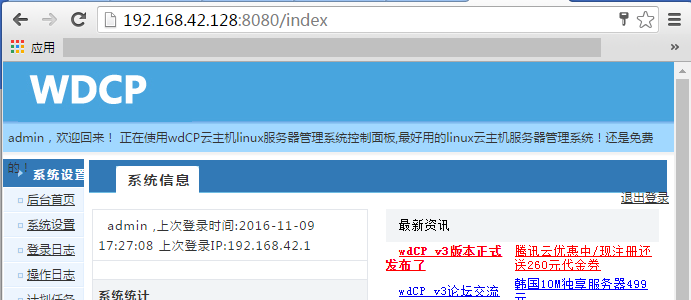 192.168.42.128:8080/index
应用
WDCP
admin，欢迎回来！ 正在使用wdCP云主机linux服务器管理系统控制面板,最好用的linux云主机服务器管理系统！还是免费
的！
系统设置
系统信息
退出登录
后台首页
系统设置
登录日志
操作日志
计划任务
admin ,上次登录时间:2016-11-09
17:27:08 上次登录IP:192.168.42.1
系统统计
最新资讯
wdCP v3版本正式
发布了
腾讯云优惠中/现注册还
送260元代金券
wdCP v3论坛交流
韩国10M独享服务器499
元